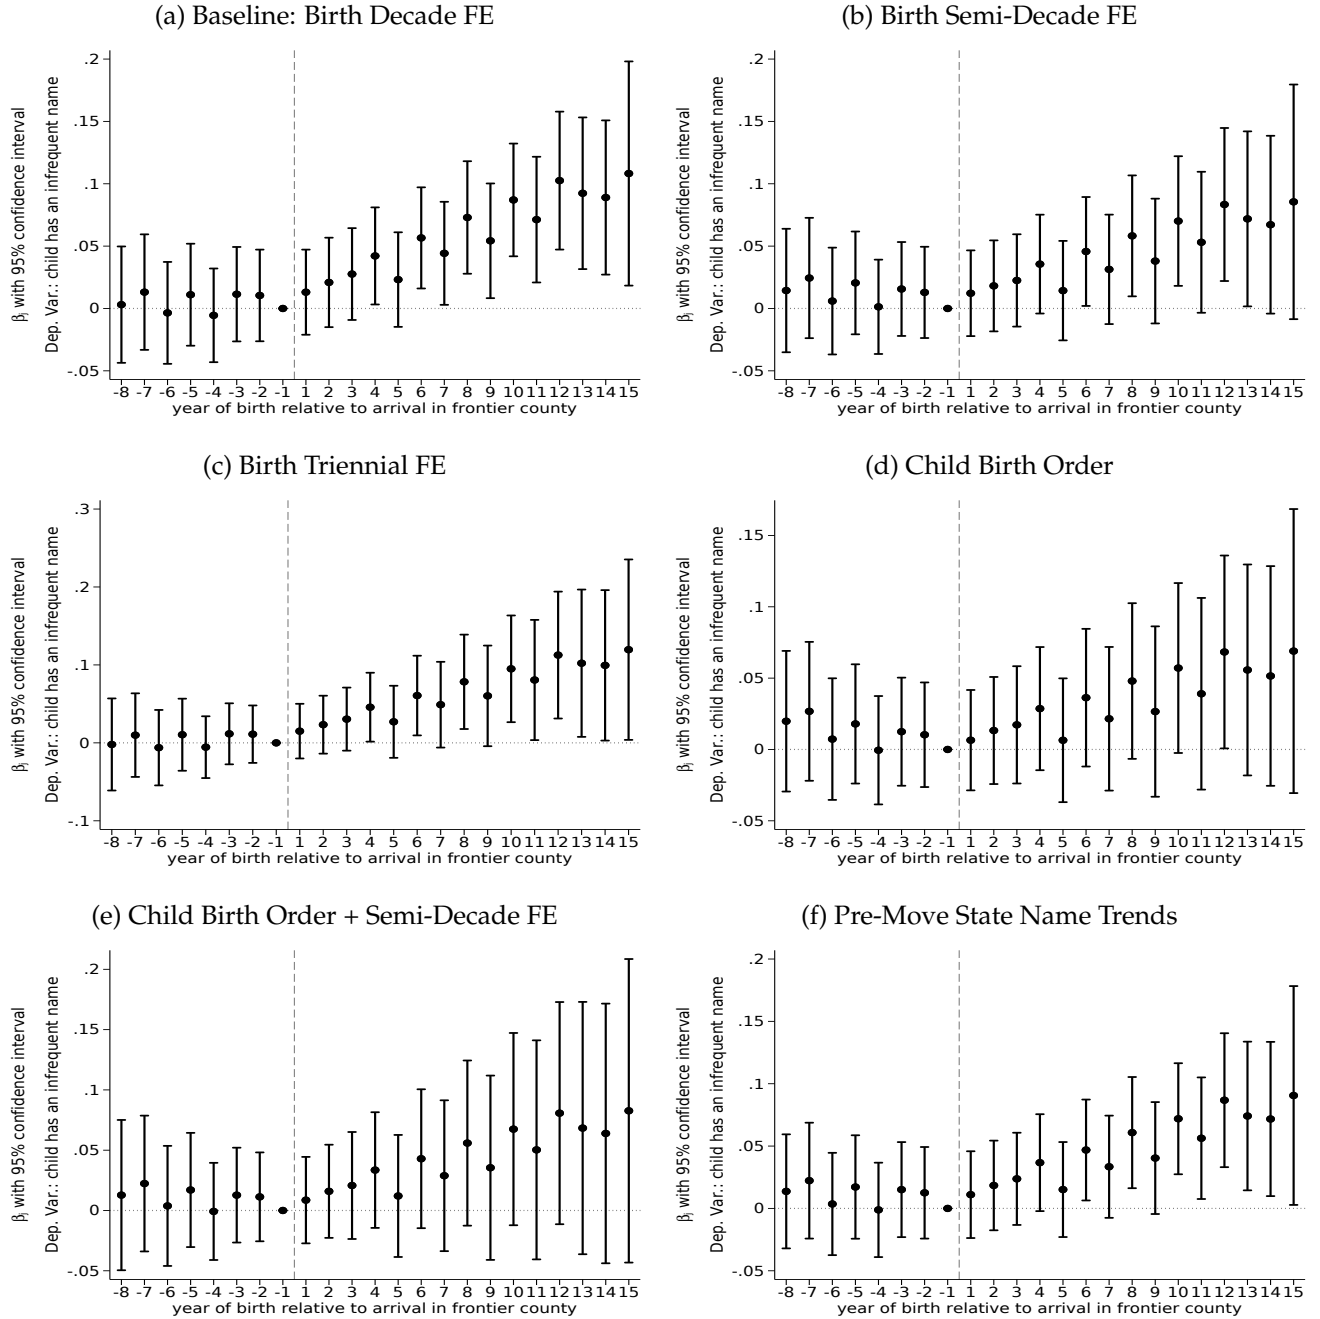 (a) Baseline: Birth Decade FE
βj with 95% confidence interval
Dep. Var.: child has an infrequent name
.2
.15
.1
.05
0
-.05
-8 -7 -6 -5 -4 -3 -2 -1 1 2 3 4 5 6 7 8 9 10 11 12 13 14 15
year of birth relative to arrival in frontier county
(b) Birth Semi-Decade FE
βj with 95% confidence interval
Dep. Var.: child has an infrequent name
.2
.15
.1
.05
0
-.05
-8 -7 -6 -5 -4 -3 -2 -1 1 2 3 4 5 6 7 8 9 10 11 12 13 14 15
year of birth relative to arrival in frontier county
(c) Birth Triennial FE
βj with 95% confidence interval
Dep. Var.: child has an infrequent name
.3
.2
.1
0
-.1
-8 -7 -6 -5 -4 -3 -2 -1 1 2 3 4 5 6 7 8 9 10 11 12 13 14 15
year of birth relative to arrival in frontier county
(d) Child Birth Order
βj with 95% confidence interval
Dep. Var.: child has an infrequent name
.15
.1
.05
0
-.05
-8 -7 -6 -5 -4 -3 -2 -1 1 2 3 4 5 6 7 8 9 10 11 12 13 14 15
year of birth relative to arrival in frontier county
(e) Child Birth Order + Semi-Decade FE
βj with 95% confidence interval
Dep. Var.: child has an infrequent name
.2
.15
.1
.05
0
-.05
-8 -7 -6 -5 -4 -3 -2 -1 1 2 3 4 5 6 7 8 9 10 11 12 13 14 15
year of birth relative to arrival in frontier county
(f) Pre-Move State Name Trends
βj with 95% confidence interval
Dep. Var.: child has an infrequent name
.2
.15
.1
.05
0
-.05
-8 -7 -6 -5 -4 -3 -2 -1 1 2 3 4 5 6 7 8 9 10 11 12 13 14 15
year of birth relative to arrival in frontier county